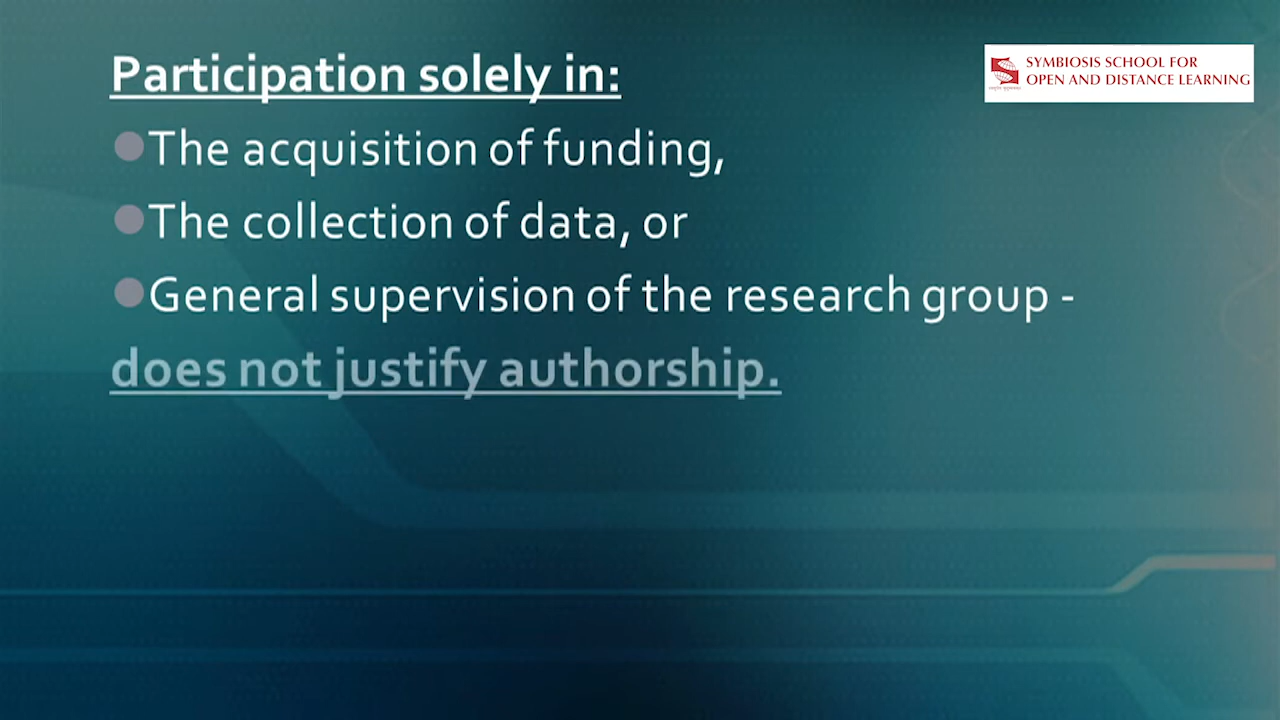 Participation solely in:
The acquisition of funding,
The collection of data, or
General supervision of the research group -
does not justify authorship.
SYMBIOSIS SCHOOL FOR
OPEN AND DISTANCE LEARNING